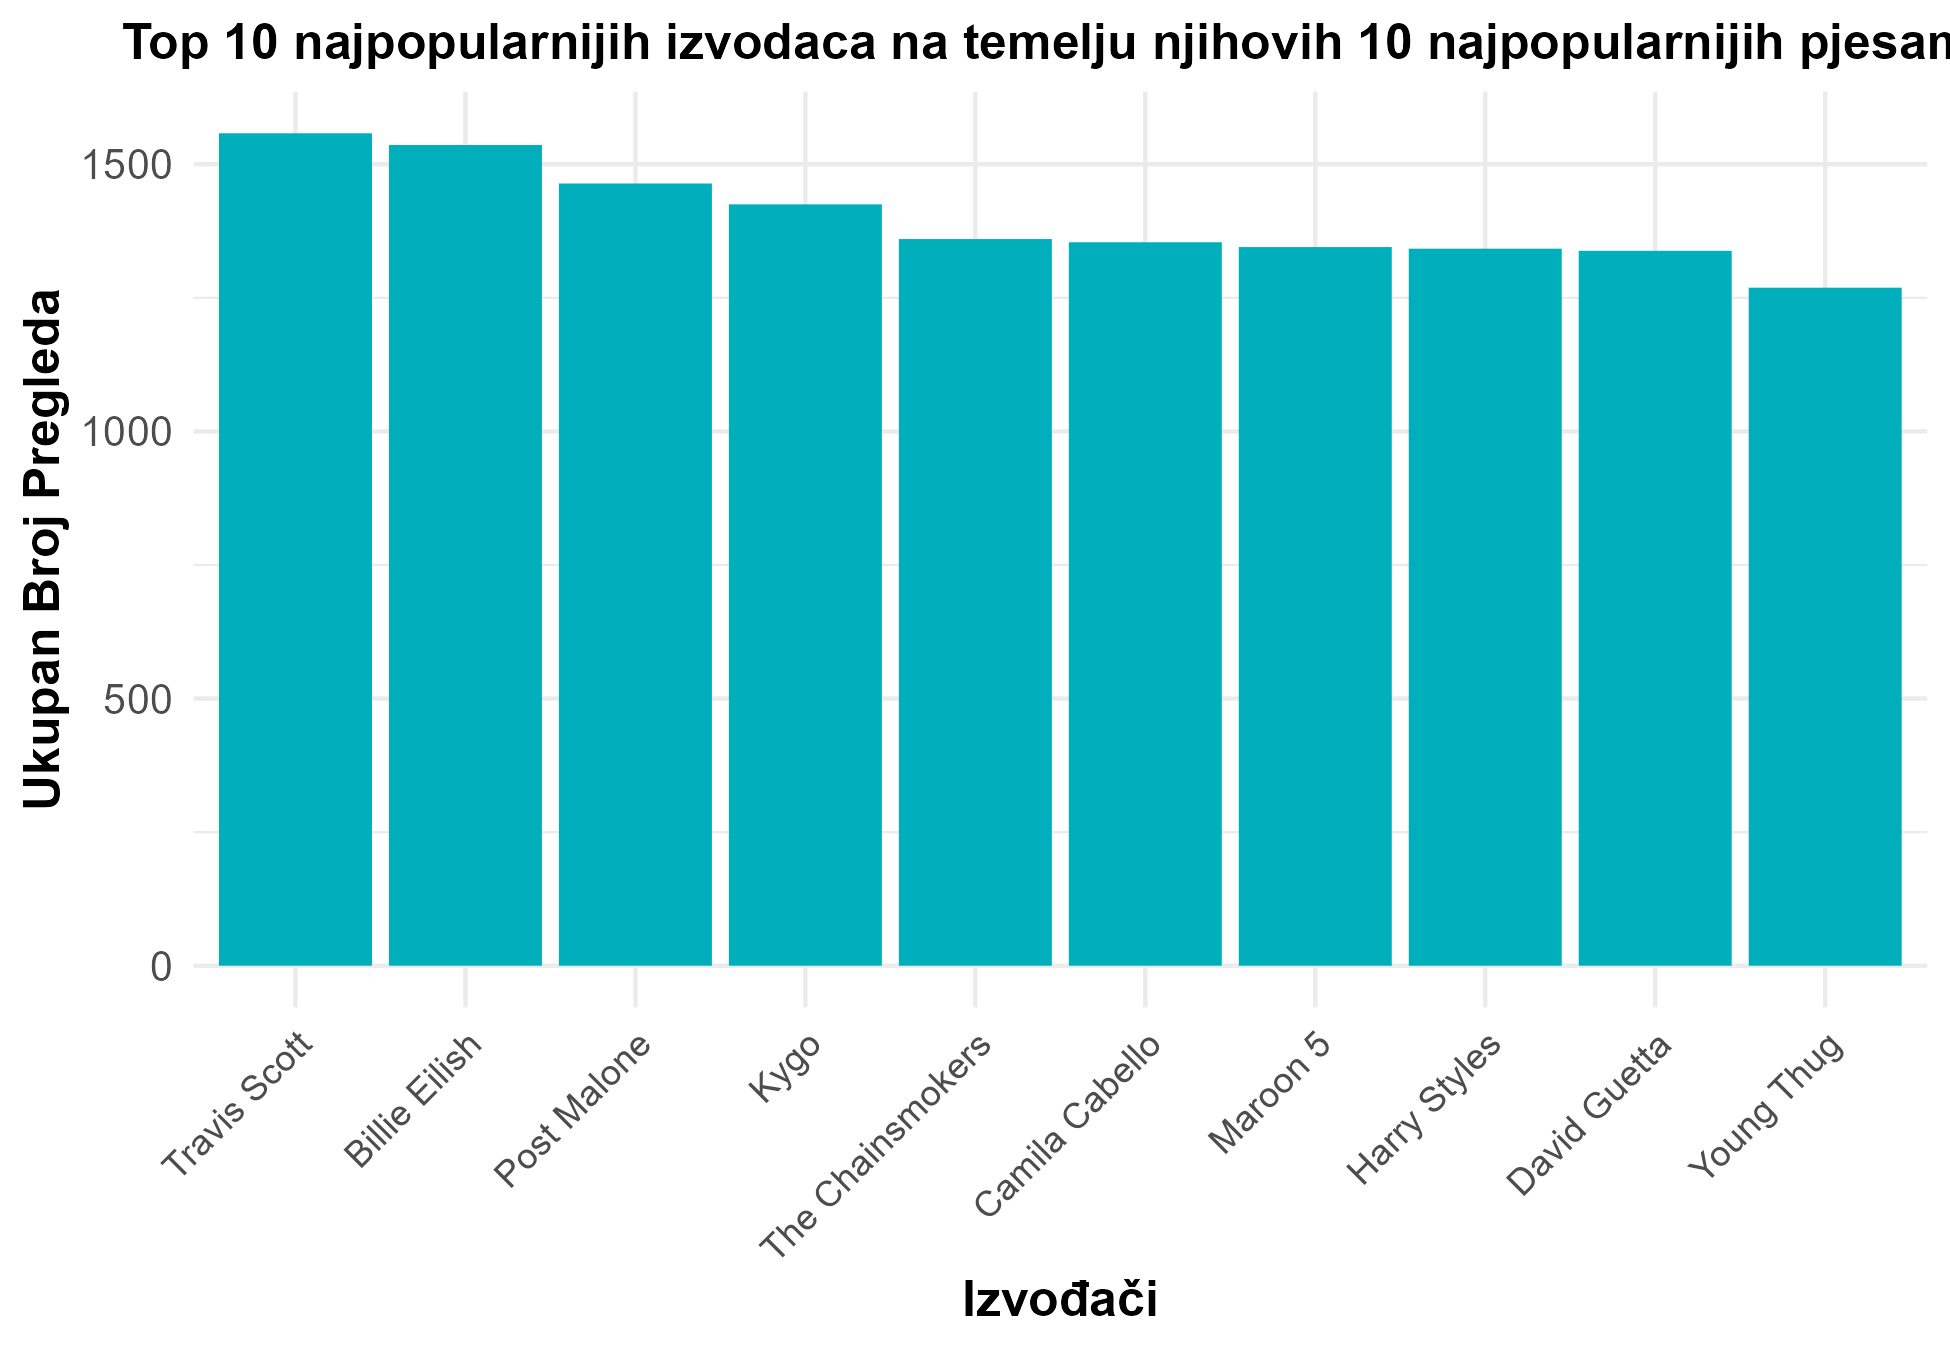 Top 10 najpopularnijih izvodaca na temelju njihovih 10 najpopularnijih pjesan
Ukupan Broj Pregleda
1500
1000
500
0
Travis Scott
Billie Eilish
Post Malone
Kygo
The Chainsmokers
Camila Cabello
Maroon 5
Harry Styles
David Guetta
Young Thug
Izvođači